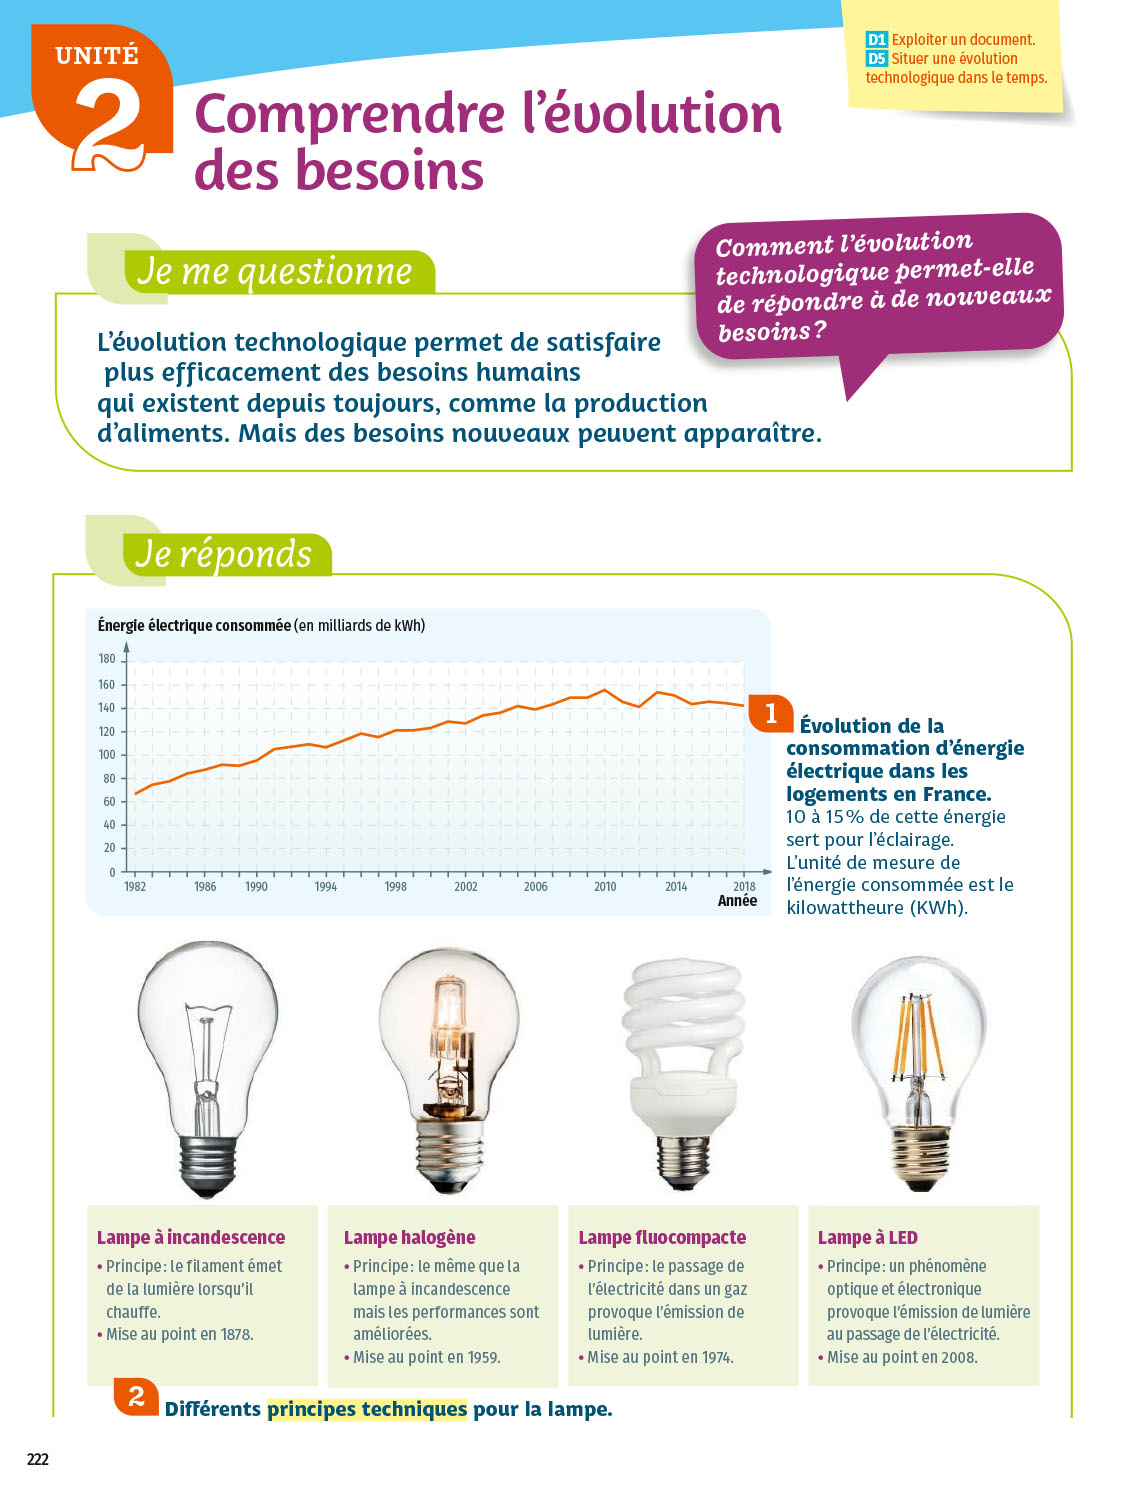 UNITÉ
2
Comprendre l'évolution
des besoins
D1 Exploiter un document.
D5 Situer une évolution
technologique dans le temps.
Je me questionne
Comment l'évolution
technologique permet-elle
de répondre à de nouveaux
besoins ?
L'évolution technologique permet de satisfaire
plus efficacement des besoins humains
qui existent depuis toujours, comme la production
d'aliments. Mais des besoins nouveaux peuvent apparaître.
Je réponds
Énergie électrique consommée (en milliards de kWh)
180
160
140
120
100
80
60
40
20
0
1982 1986 1990 1994 1998 2002 2006 2010 2014 2018
Année
1
Évolution de la
consommation d'énergie
électrique dans les
logements en France.
10 à 15 % de cette énergie
sert pour l'éclairage.
L'unité de mesure de
l'énergie consommée est le
kilowattheure (KWh).
Lampe à incandescence
• Principe : le filament émet
de la lumière lorsqu'il
chauffe.
• Mise au point en 1878.
Lampe halogène
• Principe : le même que la
lampe à incandescence
mais les performances sont
améliorées.
• Mise au point en 1959.
Lampe fluocompacte
• Principe : le passage de
l'électricité dans un gaz
provoque l'émission de
lumière.
• Mise au point en 1974.
Lampe à LED
• Principe : un phénomène
optique et électronique
provoque l'émission de lumière
au passage de l'électricité.
• Mise au point en 2008.
2 Différents principes techniques pour la lampe.
222